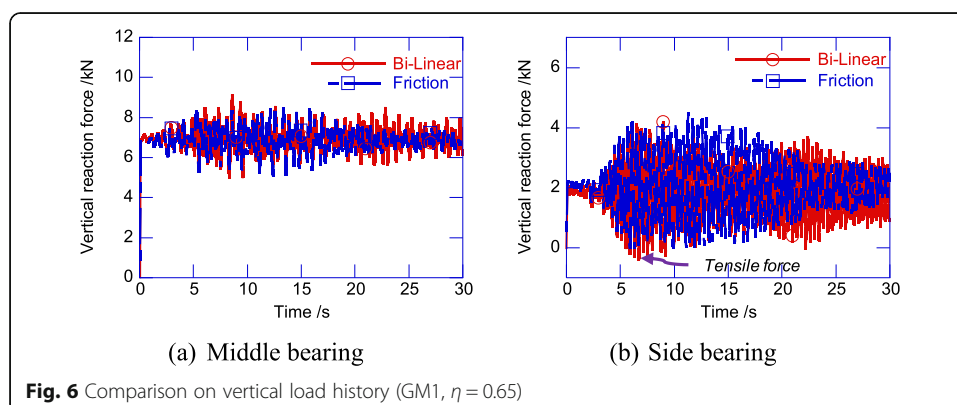 12
10
8
6
4
2
0
0 5 10 15 20 25 30
Vertical reaction force /kN
Time /s
Bi-Linear
Friction
(a) Middle bearing
6
4
2
0
0 5 10 15 20 25 30
Vertical reaction force /kN
Time /s
Bi-Linear
Friction
Tensile force
(b) Side bearing
Fig. 6 Comparison on vertical load history (GM1, η = 0.65)